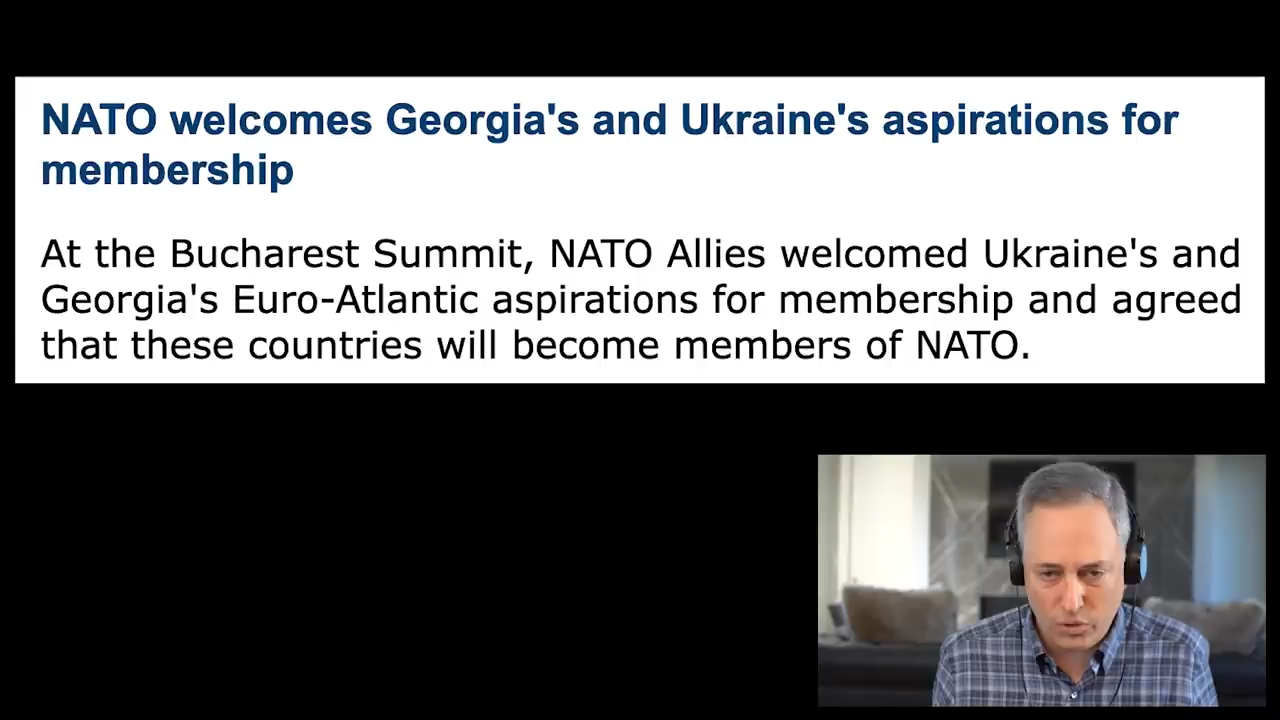 NATO welcomes Georgia's and Ukraine's aspirations for
membership
At the Bucharest Summit, NATO Allies welcomed Ukraine's and
Georgia's Euro-Atlantic aspirations for membership and agreed
that these countries will become members of NATO.